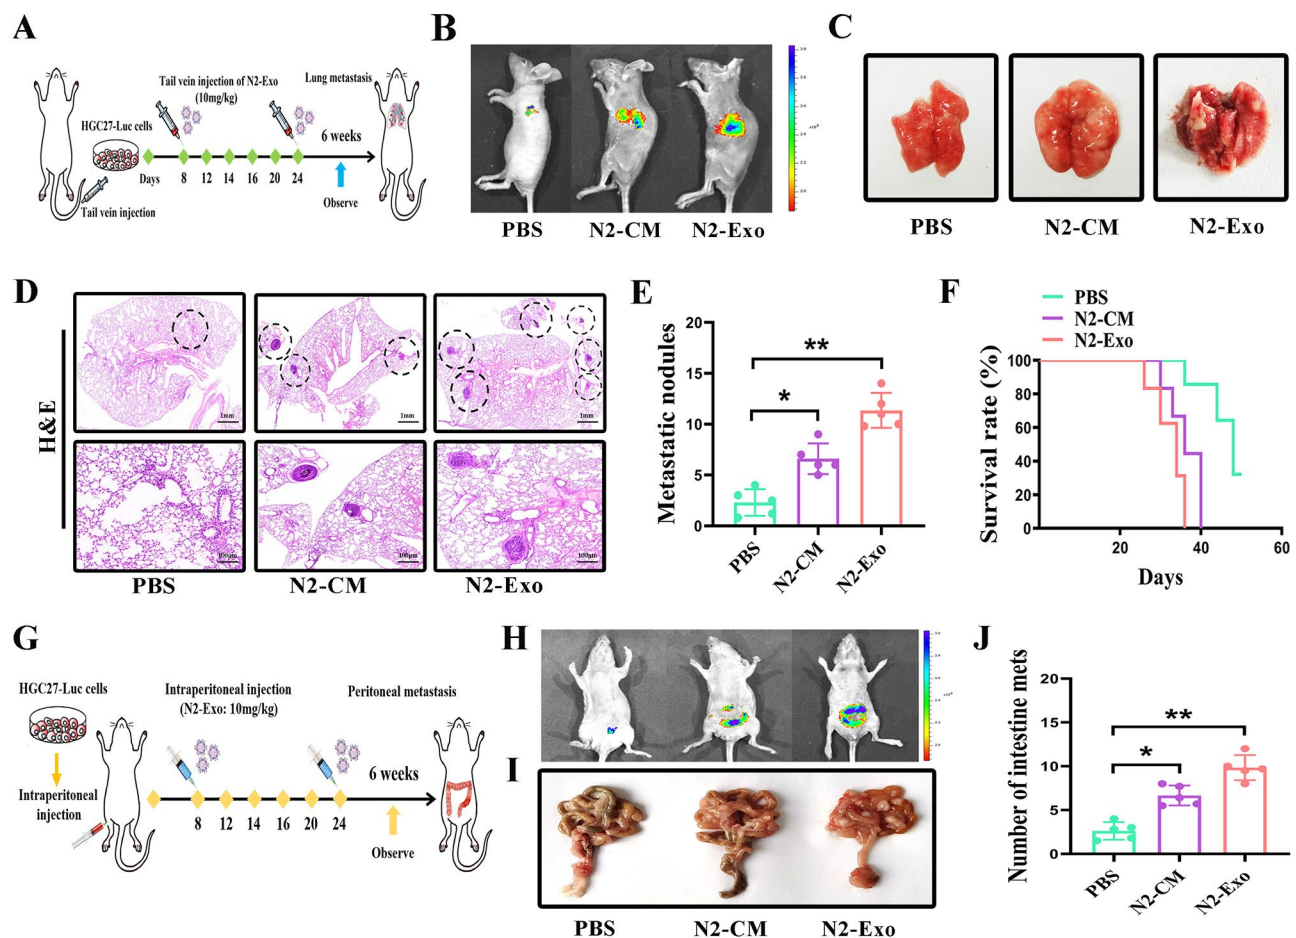 A
Tail vein injection of N2-Exo
(10mg/kg)
Lung metastasis
HGC27-Luc cells
6 weeks
Days 8 12 14 16 20 24
Observe
Tail vein injection
B
PBS N2-CM N2-Exo
C
PBS N2-CM N2-Exo
D
H&E
1mm 1mm 1mm
100μm 100μm 100μm
PBS N2-CM N2-Exo
E
Metastatic nodules
20
15
10
5
0
*
**
PBS N2-CM N2-Exo
F
PBS
N2-CM
N2-Exo
Survival rate (%)
100
80
60
40
20
0
20 40 60
Days
G
HGC27-Luc cells
Intraperitoneal injection
(N2-Exo: 10mg/kg)
Peritoneal metastasis
6 weeks
Intraperitoneal
injection
8 12 14 16 20 24
Observe
H
I
PBS N2-CM N2-Exo
J
Number of intestine mets
20
15
10
5
0
*
**
PBS N2-CM N2-Exo